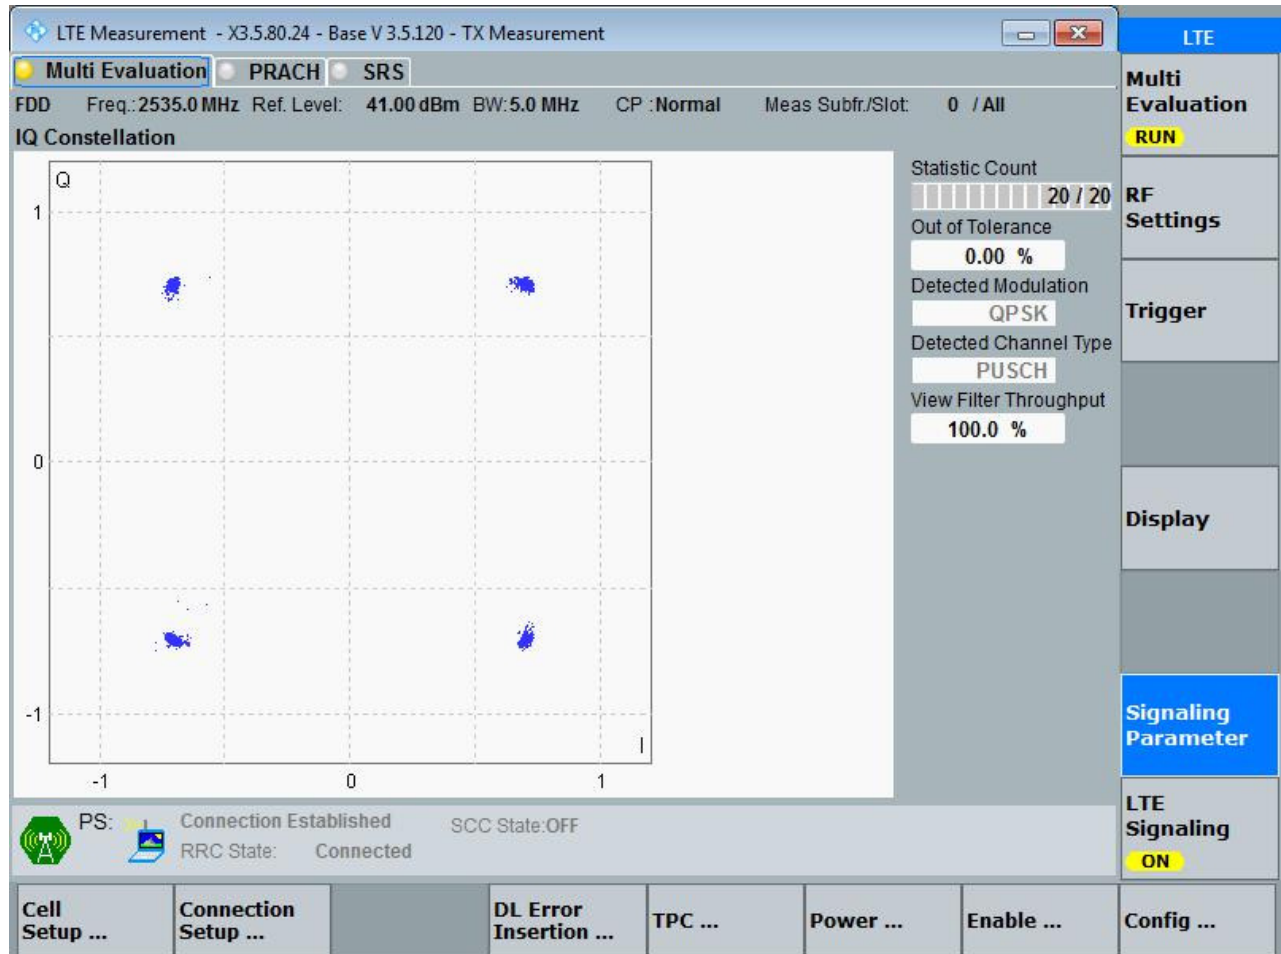 LTE Measurement - X3.5.80.24 - Base V 3.5.120 - TX Measurement
LTE
Multi Evaluation PRACH SRS
FDD Freq.: 2535.0 MHz Ref. Level: 41.00 dBm BW: 5.0 MHz CP : Normal Meas Subfr./Slot: 0 / All
IQ Constellation
Q
1
0
-1
I
-1 0 1
Statistic Count
20 / 20
Out of Tolerance
0.00 %
Detected Modulation
QPSK
Detected Channel Type
PUSCH
View Filter Throughput
100.0 %
Multi
Evaluation
RUN
RF
Settings
Trigger
Display
Signaling
Parameter
LTE
Signaling
ON
PS: Connection Established SCC State: OFF
RRC State: Connected
Cell
Setup ...
Connection
Setup ...
DL Error
Insertion ...
TPC ...
Power ...
Enable ...
Config ...